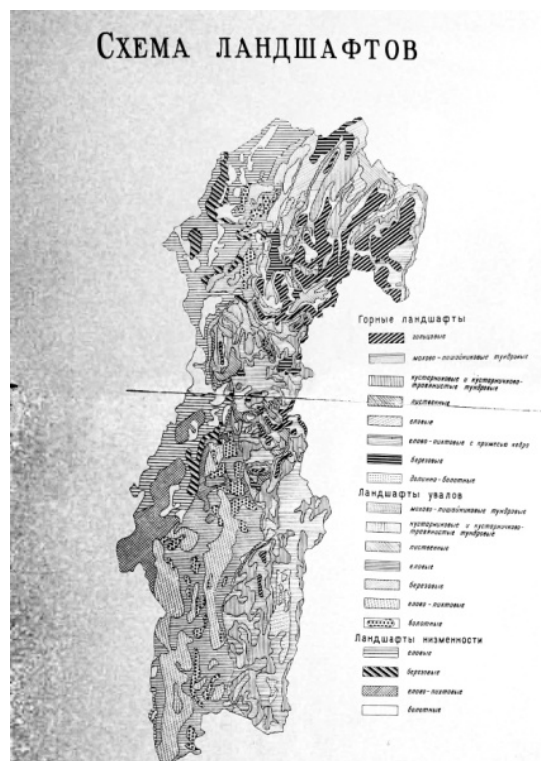 Схема ландшафтов
Горные ландшафты
гольцовые
мохово-лишайниковые тундровые
кустарниковые и кустарничково-
травянистые тундровые
лиственные
еловые
елово-пихтовые с примесью кедра
березовые
долинно-болотные
Ландшафты увалов
мохово-лишайниковые тундровые
кустарниковые и кустарничково-
травянистые тундровые
лиственные
еловые
березовые
елово-пихтовые
болотные
Ландшафты низменности
еловые
березовые
елово-пихтовые
болотные